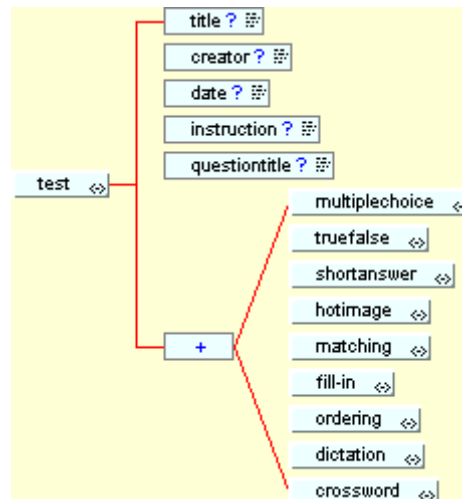 title ?
creator ?
date ?
instruction ?
questiontitle ?
test
multiplechoice
truefalse
shortanswer
hotimage
+
matching
fill-in
ordering
dictation
crossword